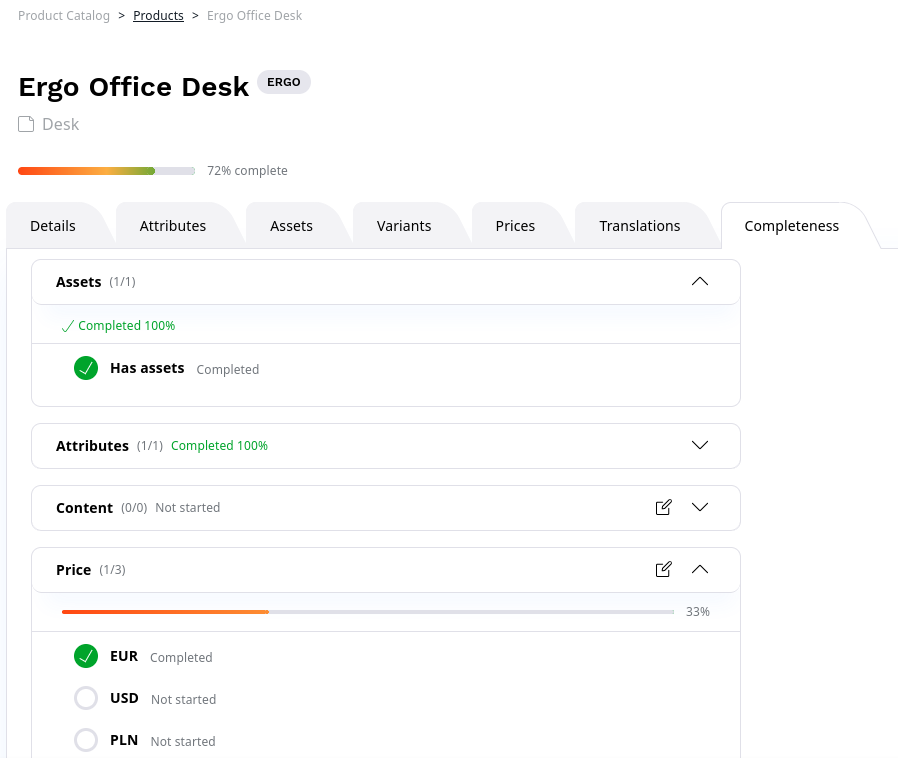 Product Catalog > Products > Ergo Office Desk
Ergo Office Desk ERGO
Desk
72% complete
Details Attributes Assets Variants Prices Translations Completeness
Assets (1/1)
Completed 100%
Has assets Completed
Attributes (1/1) Completed 100%
Content (0/0) Not started
Price (1/3)
33%
EUR Completed
USD Not started
PLN Not started